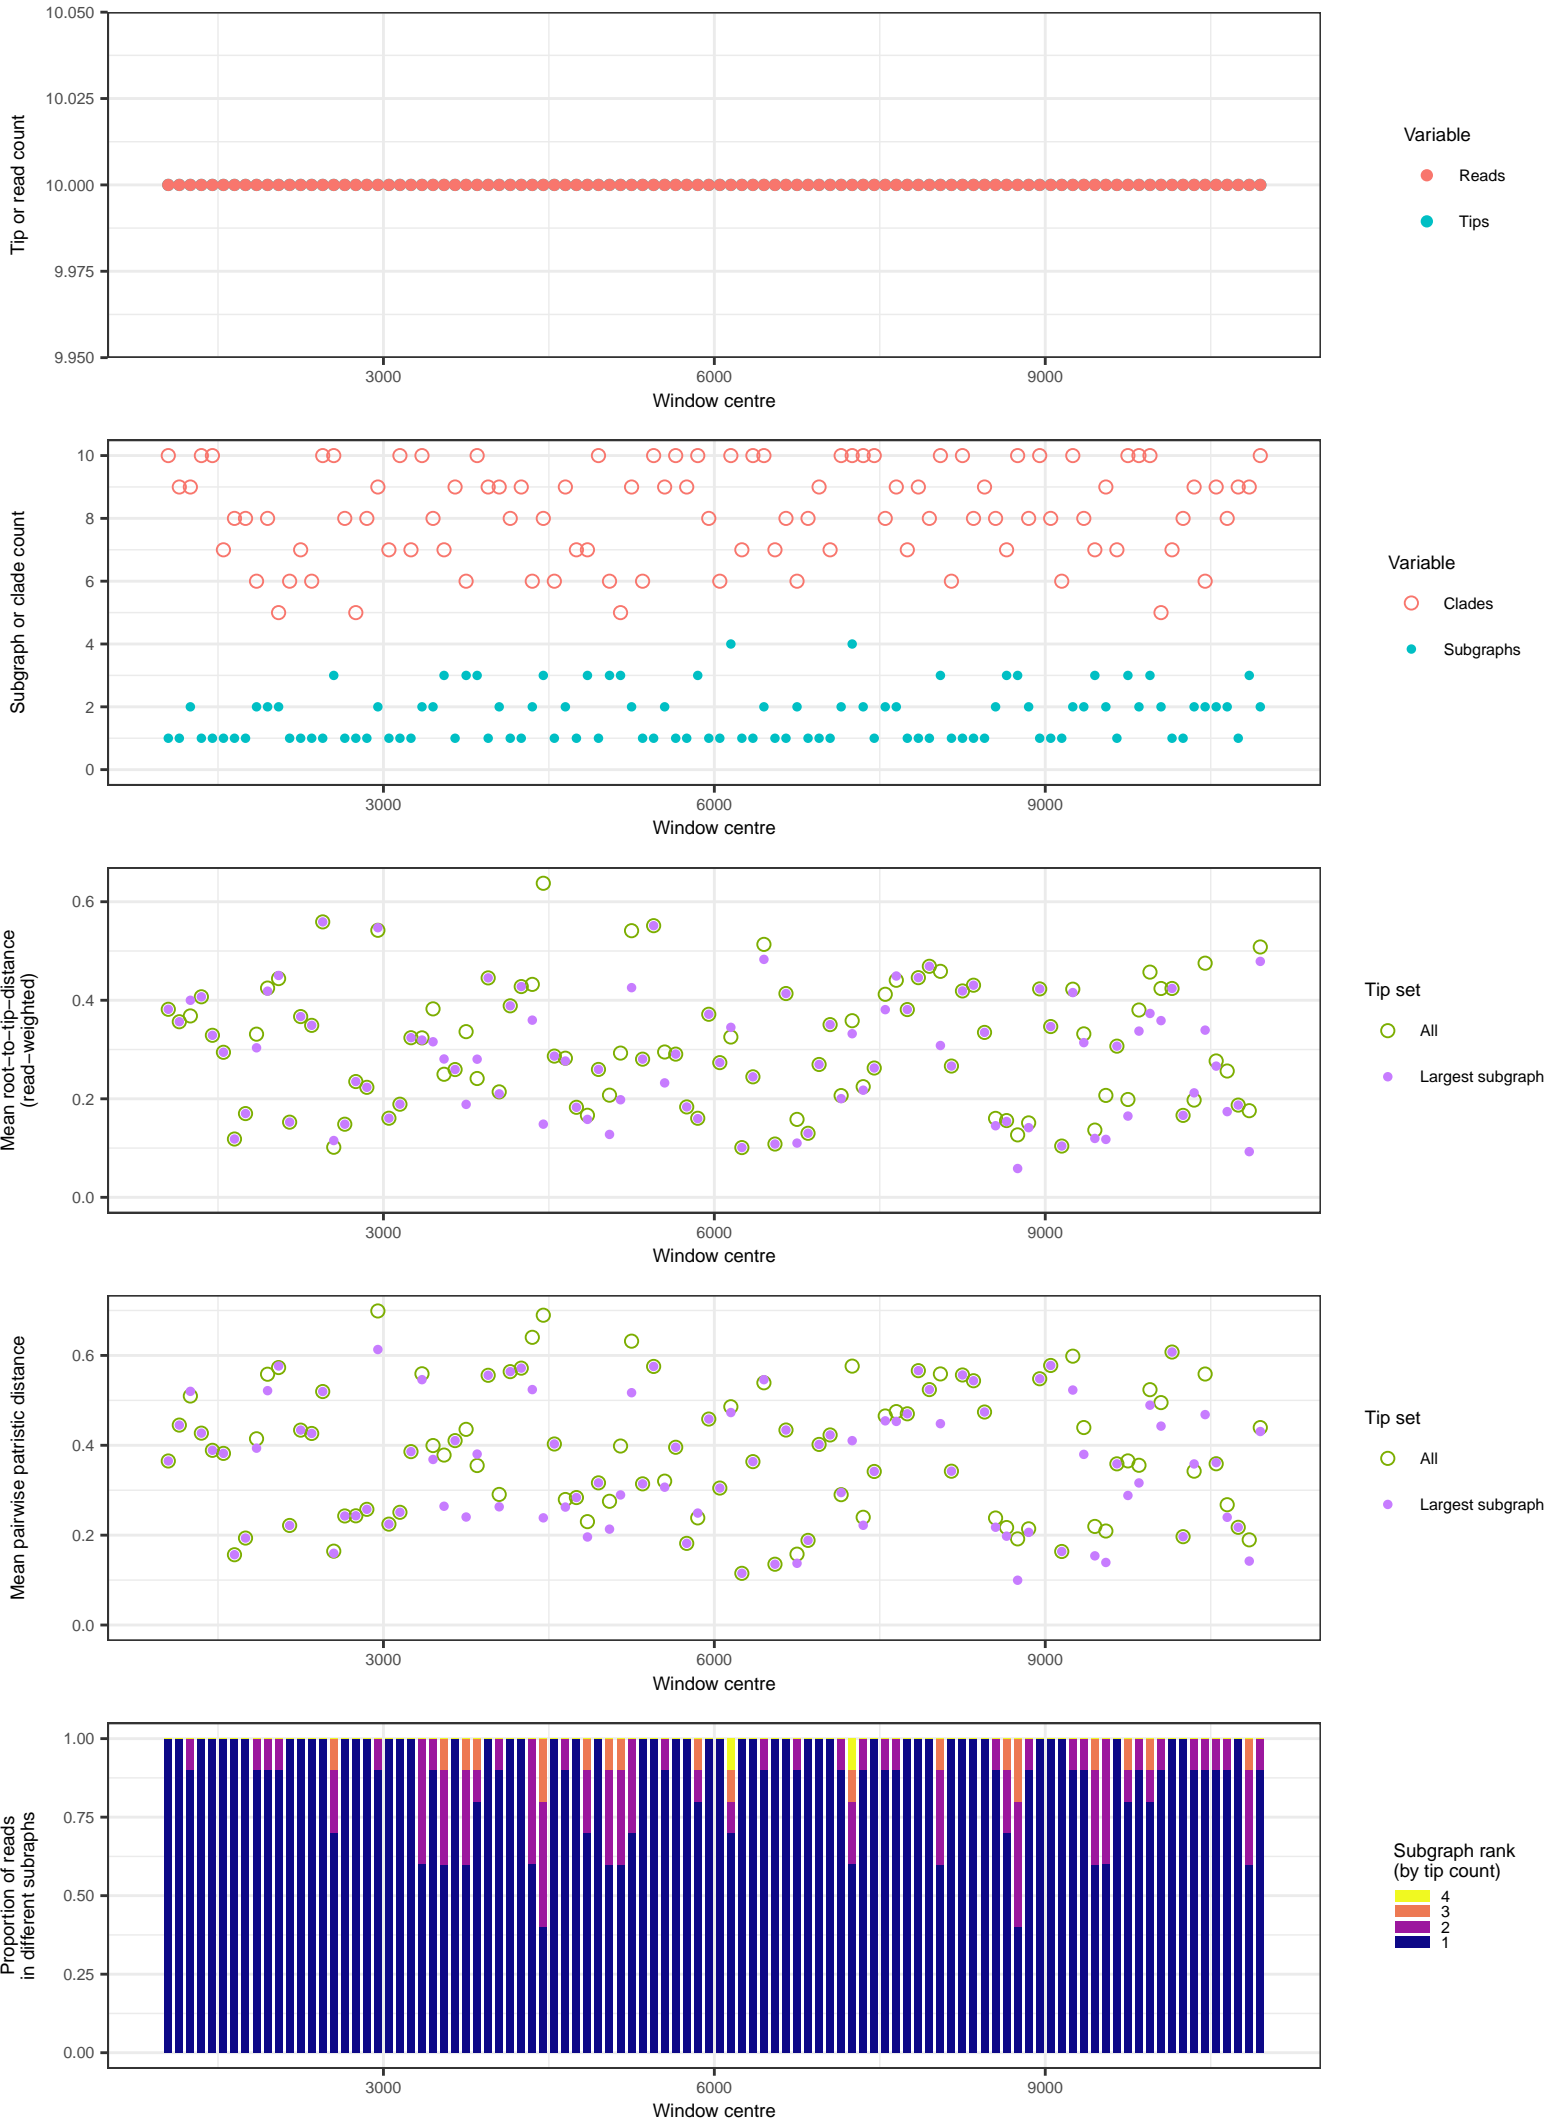 10.050
10.025
10.000
9.975
9.950
Tip or read count
3000
6000
9000
Window centre
Variable
Reads
Tips
10
8
6
4
2
0
Subgraph or clade count
3000
6000
9000
Window centre
Variable
Clades
Subgraphs
0.6
0.4
0.2
0.0
Mean root−to−tip−distance
(read−weighted)
3000
6000
9000
Window centre
Tip set
All
Largest subgraph
0.6
0.4
0.2
0.0
Mean pairwise patristic distance
3000
6000
9000
Window centre
Tip set
All
Largest subgraph
1.00
0.75
0.50
0.25
0.00
Proportion of reads
in different subraphs
3000
6000
9000
Window centre
Subgraph rank
(by tip count)
4
3
2
1